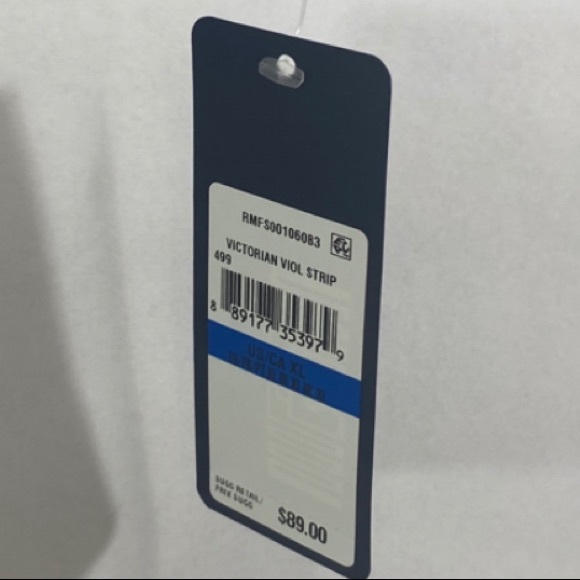 RMFS00106083
VICTORIAN VIOL STRIP
499
8 89177 35397 9
US/CA XL
SUGG RETAIL/
PRIX SUGG
$89.00